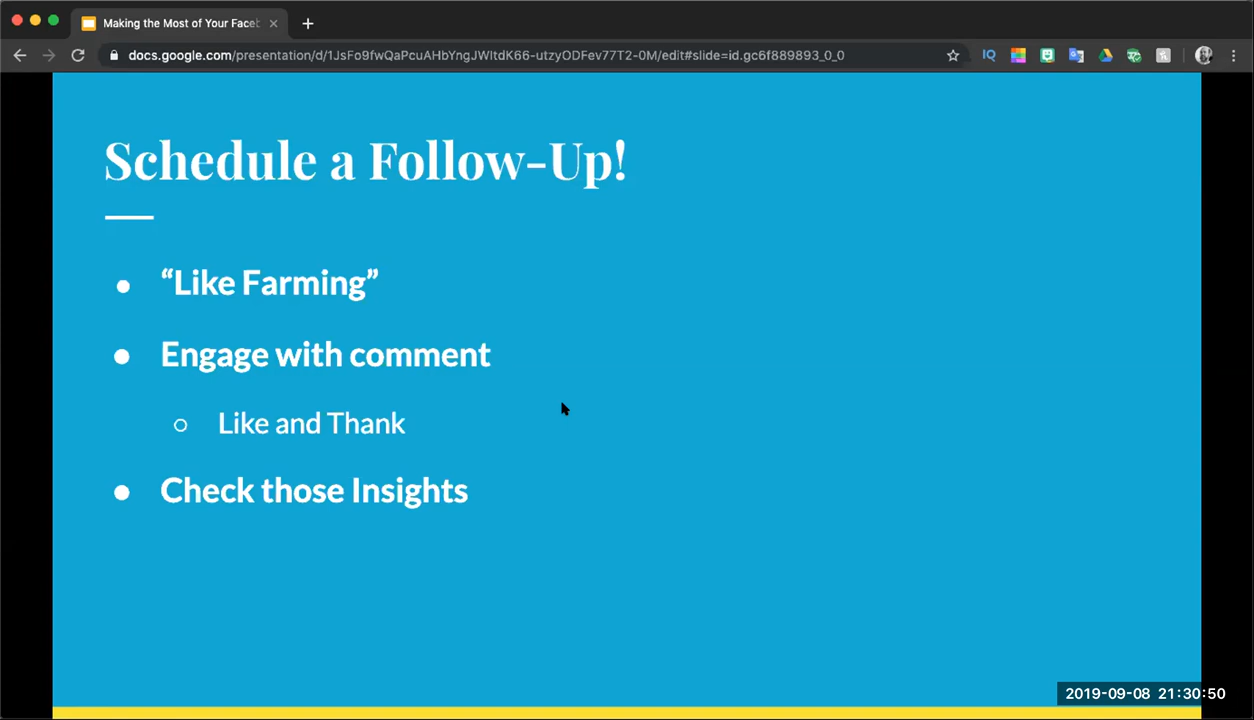 Making the Most of Your Faceb
docs.google.com/presentation/d/1JsFo9fwQaPcuAHbYngJWltdK66-utzyODFev77T2-0M/edit#slide=id.gc6f889893_0_0
IQ
Schedule a Follow-Up!
“Like Farming”
Engage with comment
Like and Thank
Check those Insights
2019-09-08 21:30:50